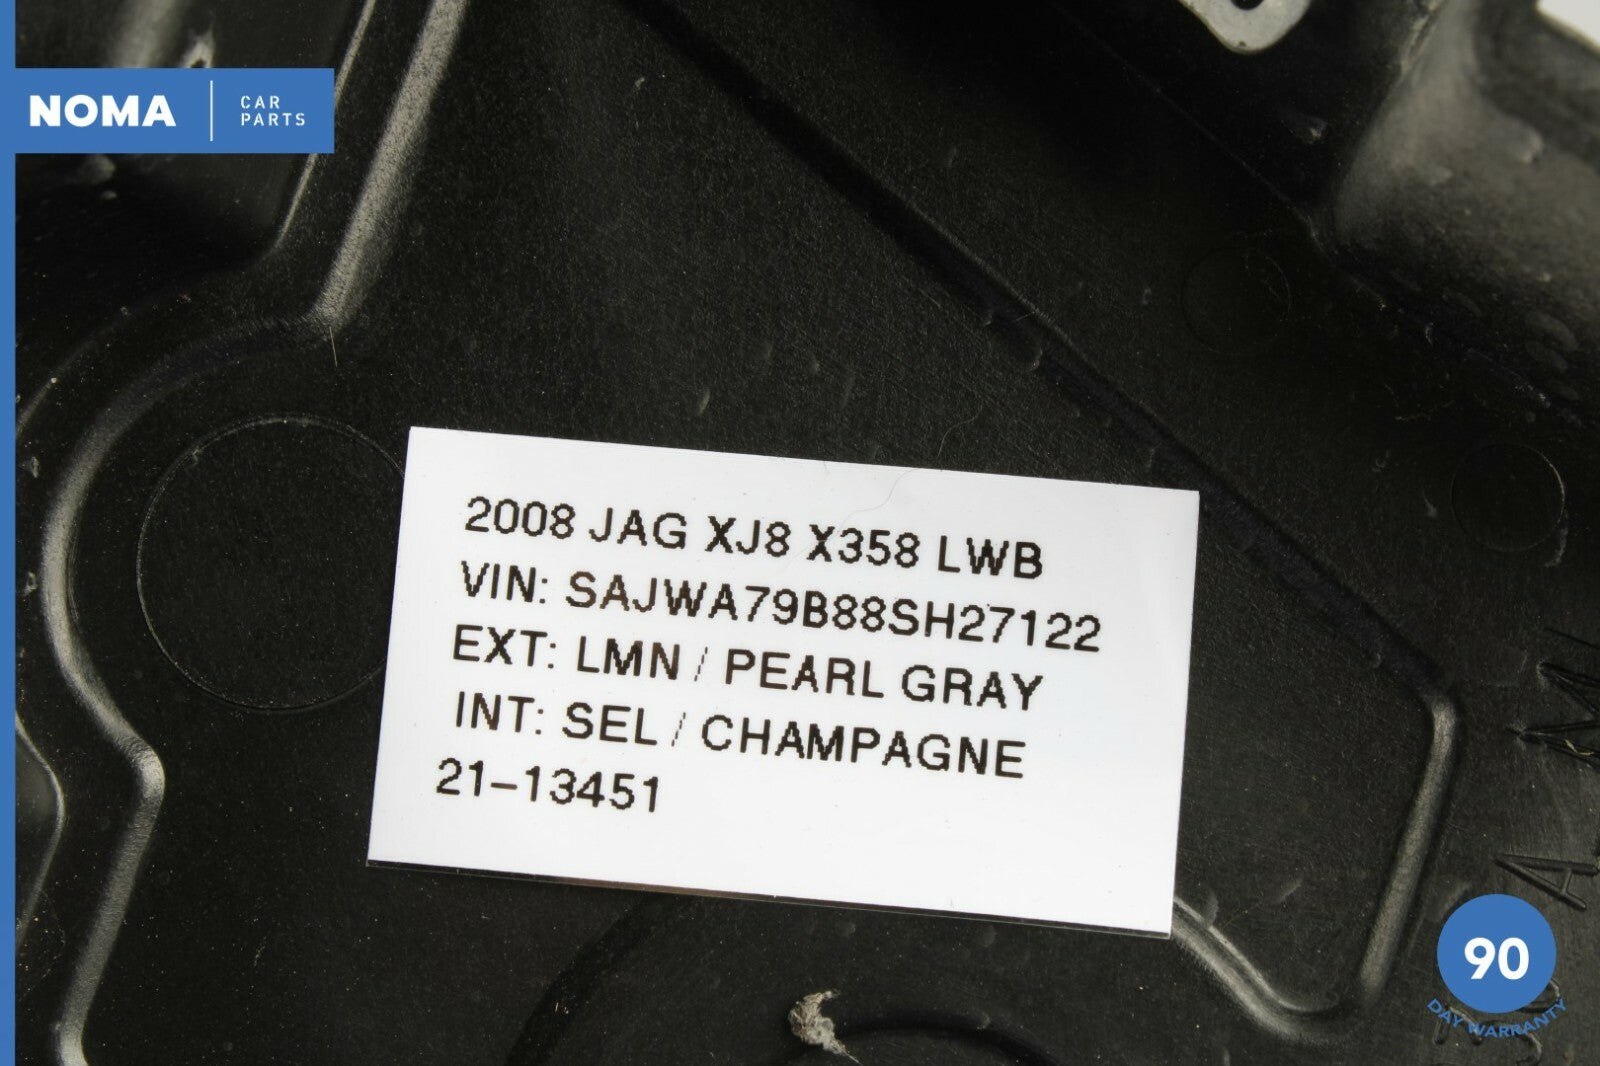 NOMA
CAR
PARTS
2008 JAG XJ8 X358 LWB
VIN: SAJWA79B88SH27122
EXT: LMN / PEARL GRAY
INT: SEL / CHAMPAGNE
21-13451
90
DAY WARRANTY